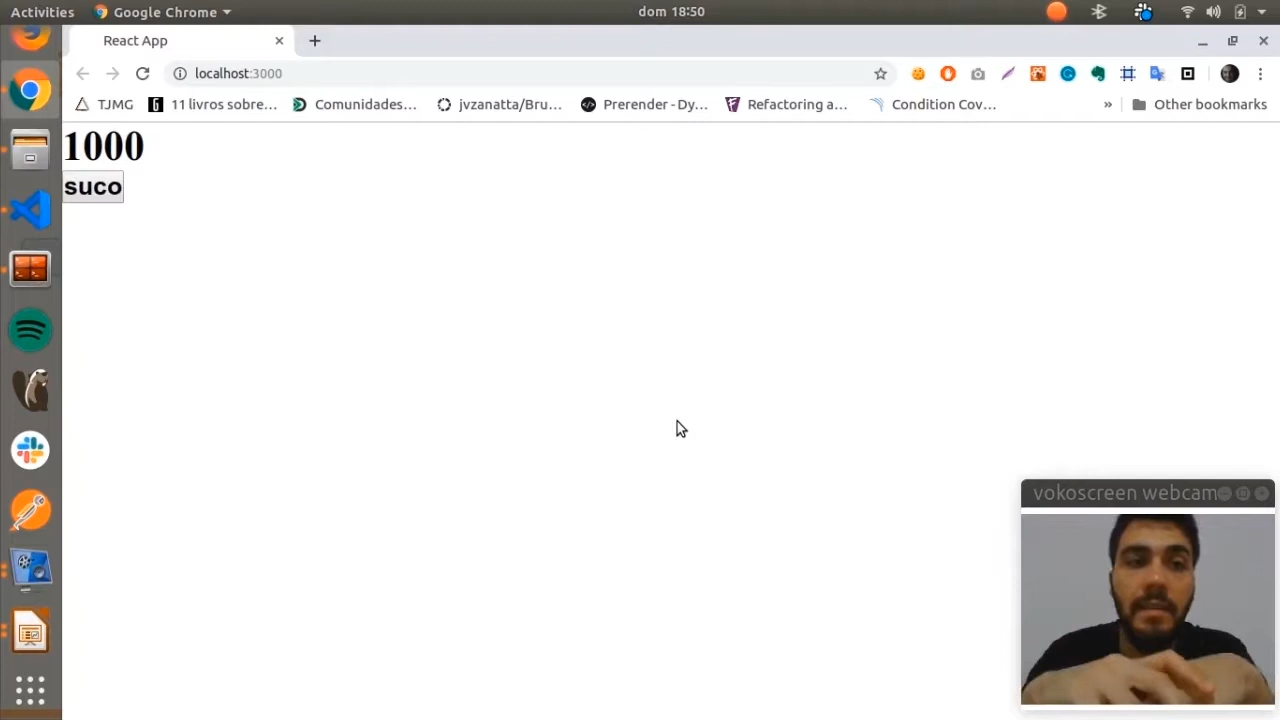 Activities Google Chrome dom 18:50
React App
localhost:3000
TJMG 11 livros sobre... Comunidades... jvzanatta/Bru... Prerender - Dy... Refactoring a... Condition Cov... » Other bookmarks
1000
suco
vokoscreen webcam